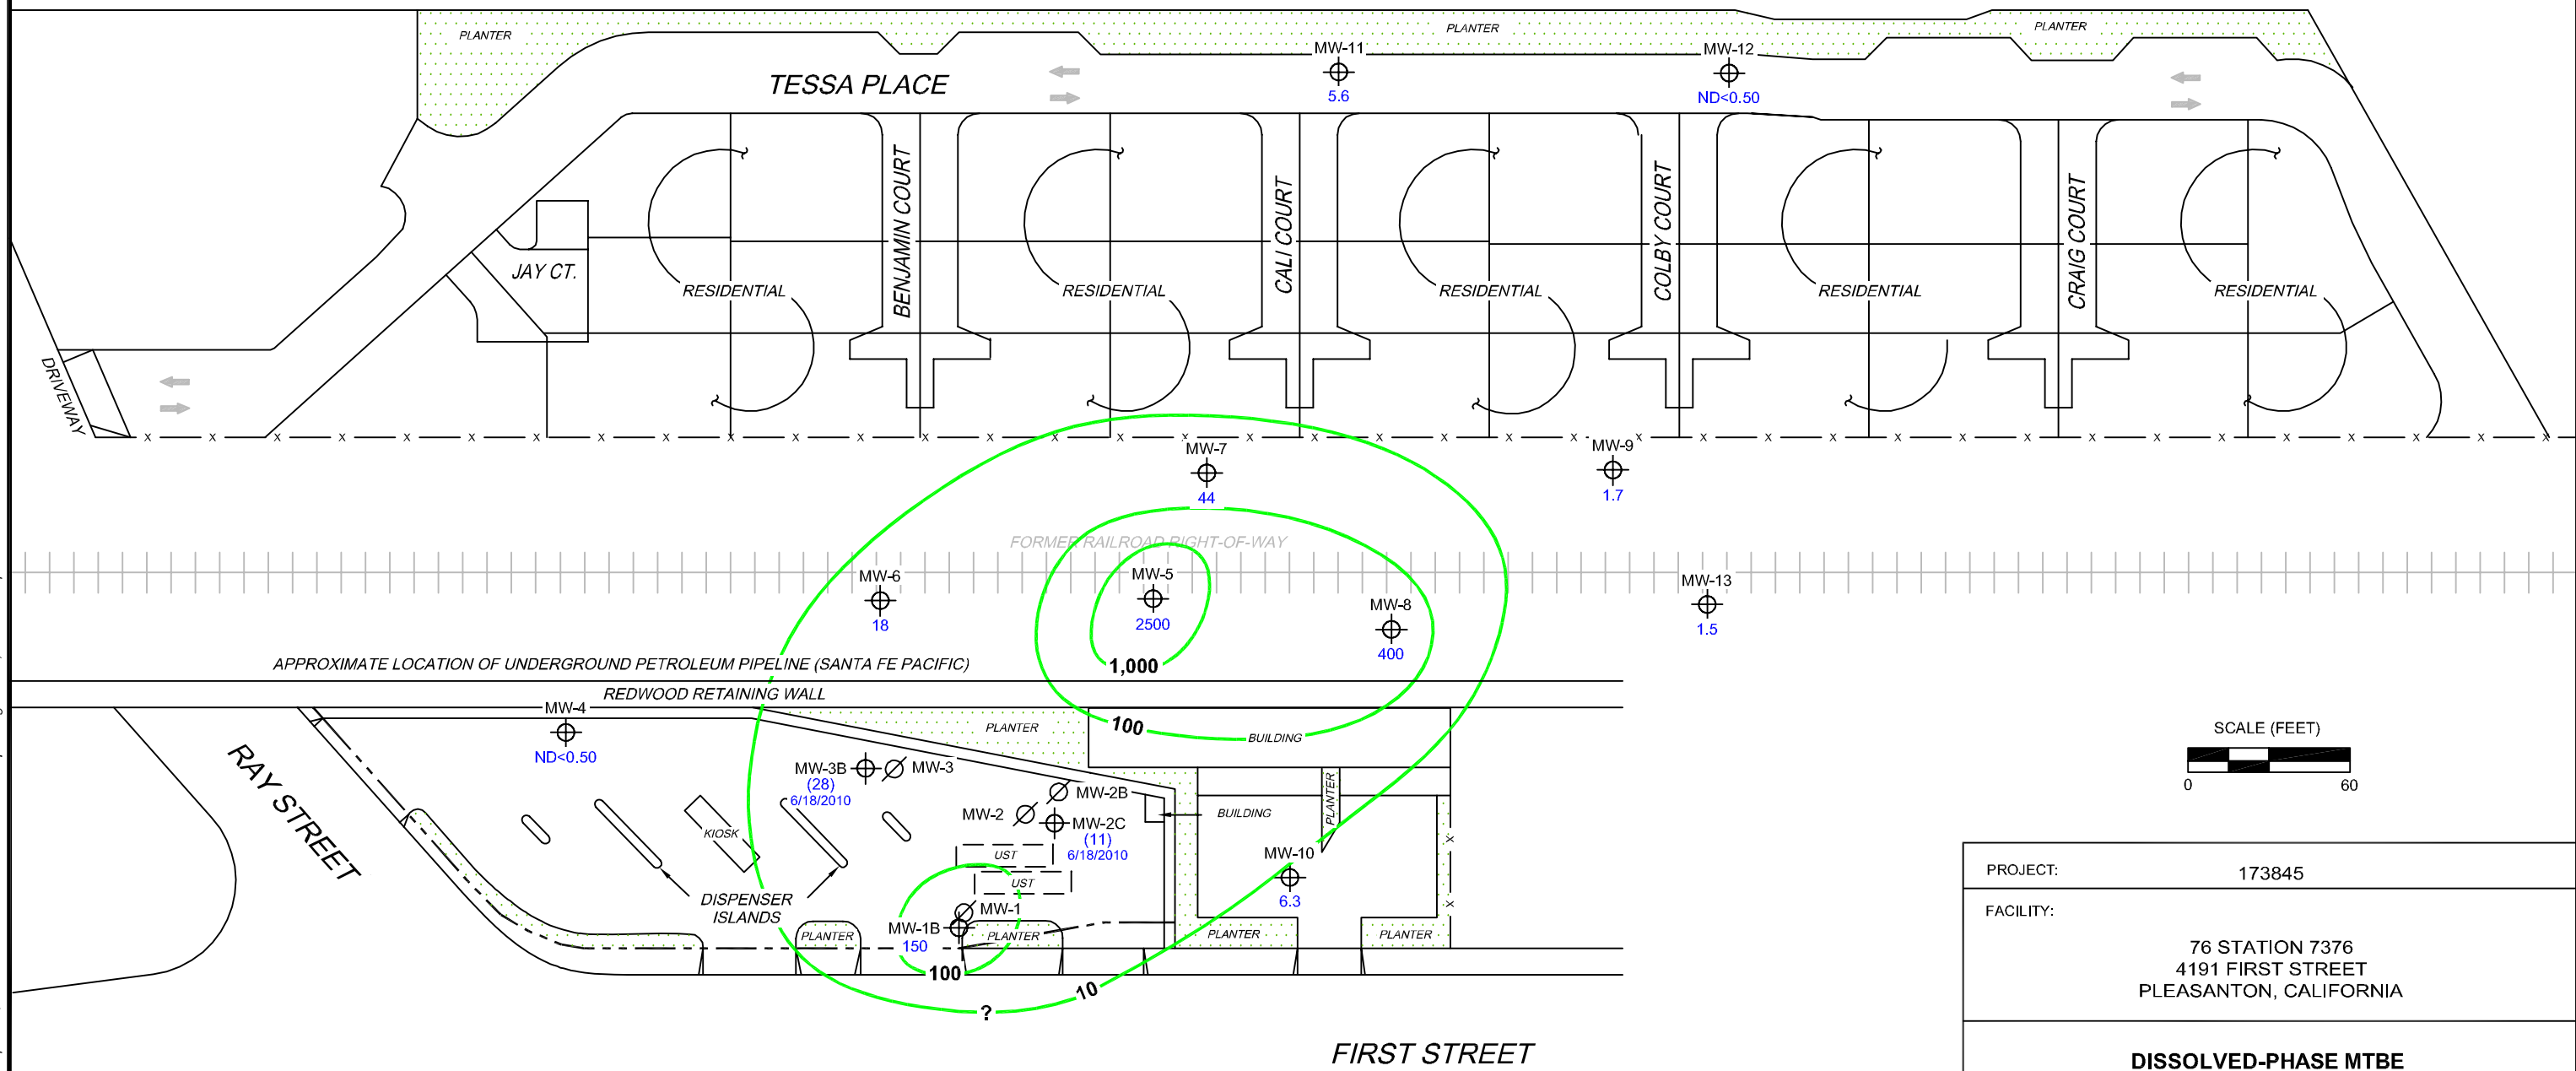 PLANTER
PLANTER
PLANTER
MW-11
5.6
MW-12
ND<0.50
TESSA PLACE
BENJAMIN COURT
CALI COURT
COLBY COURT
CRAIG COURT
JAY CT.
RESIDENTIAL
RESIDENTIAL
RESIDENTIAL
RESIDENTIAL
RESIDENTIAL
DRIVEWAY
MW-7
44
MW-9
1.7
FORMER RAILROAD RIGHT-OF-WAY
MW-6
18
MW-5
2500
MW-8
400
MW-13
1.5
1,000
APPROXIMATE LOCATION OF UNDERGROUND PETROLEUM PIPELINE (SANTA FE PACIFIC)
REDWOOD RETAINING WALL
MW-4
ND<0.50
RAY STREET
PLANTER
100
BUILDING
MW-3B
(28)
6/18/2010
MW-3
MW-2B
MW-2
MW-2C
(11)
6/18/2010
KIOSK
UST
UST
BUILDING
PLANTER
MW-10
6.3
DISPENSER
ISLANDS
MW-1
MW-1B
150
PLANTER
PLANTER
PLANTER
PLANTER
100
10
?
FIRST STREET
SCALE (FEET)
0 60
PROJECT: 173845
FACILITY:
76 STATION 7376
4191 FIRST STREET
PLEASANTON, CALIFORNIA
DISSOLVED-PHASE MTBE